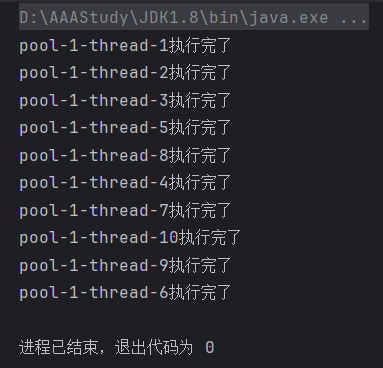 D:\AAAStudy\JDK1.8\bin\java.exe ...
pool-1-thread-1执行完了
pool-1-thread-2执行完了
pool-1-thread-3执行完了
pool-1-thread-5执行完了
pool-1-thread-8执行完了
pool-1-thread-4执行完了
pool-1-thread-7执行完了
pool-1-thread-10执行完了
pool-1-thread-9执行完了
pool-1-thread-6执行完了
进程已结束，退出代码为 0